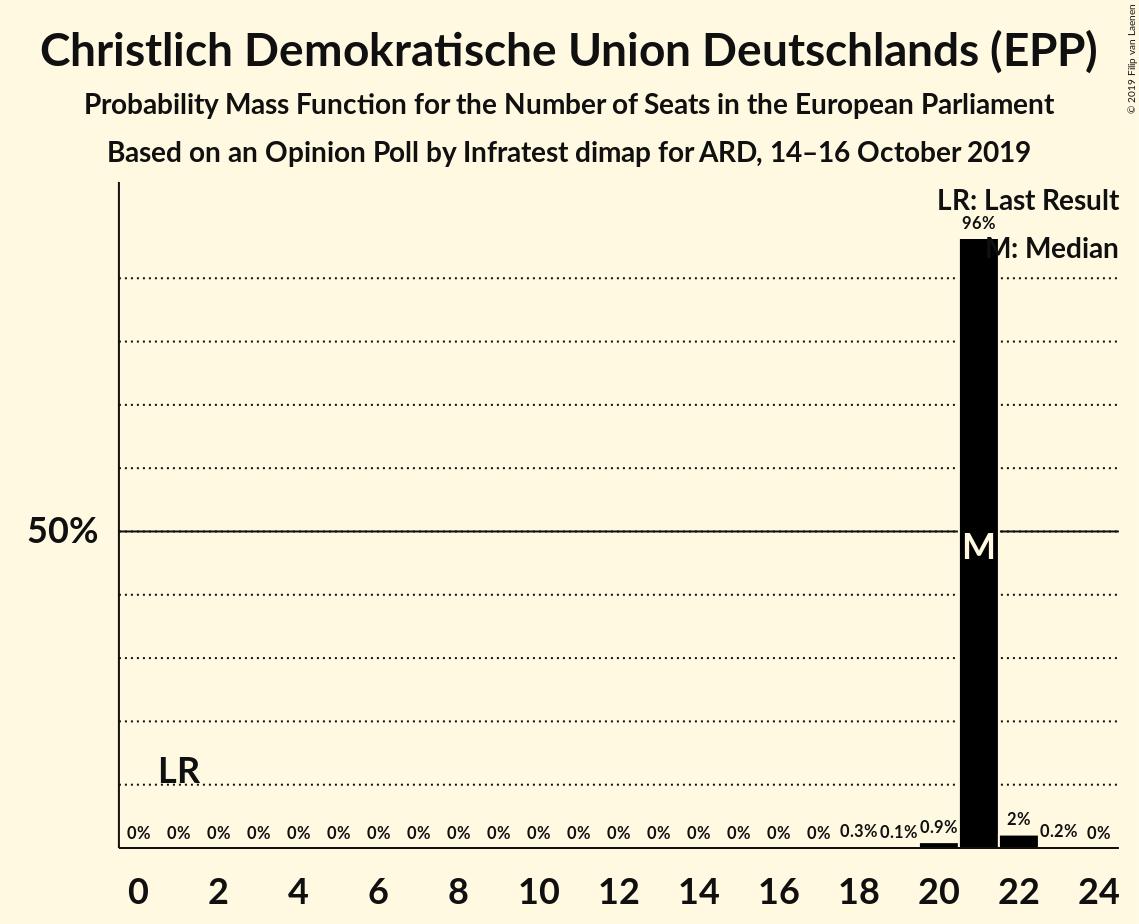 Christlich Demokratische Union Deutschlands (EPP)
Probability Mass Function for the Number of Seats in the European Parliament
Based on an Opinion Poll by Infratest dimap for ARD, 14–16 October 2019
© 2019 Filip van Laenen
LR: Last Result
96%
M: Median
50%
M
LR
0% 0% 0% 0% 0% 0% 0% 0% 0% 0% 0% 0% 0% 0% 0% 0% 0% 0% 0.3% 0.1% 0.9% 2% 0.2% 0%
0 2 4 6 8 10 12 14 16 18 20 22 24